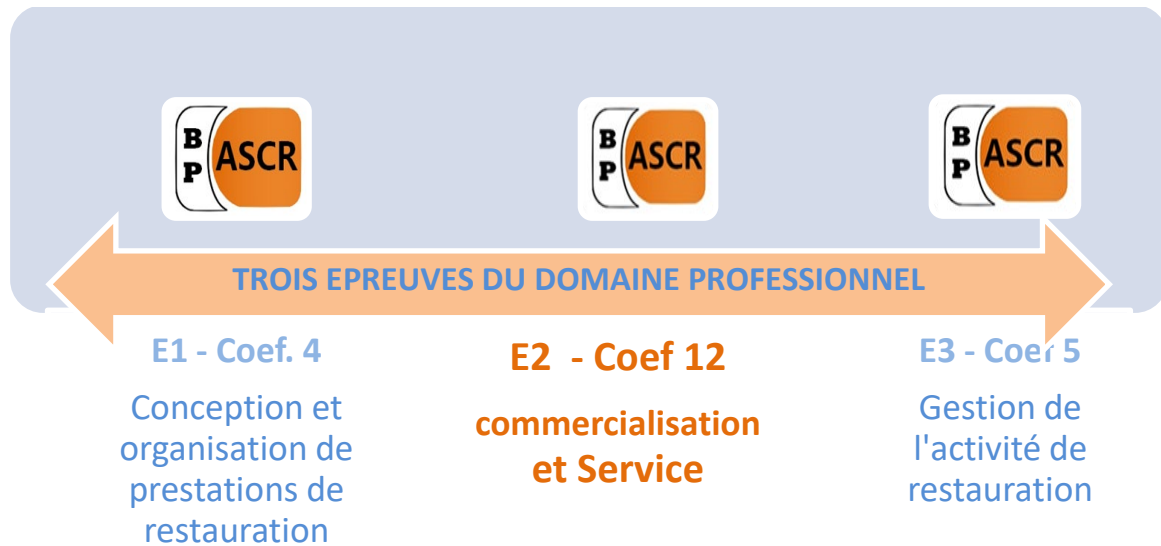 B
P
ASCR
B
P
ASCR
B
P
ASCR
TROIS EPREUVES DU DOMAINE PROFESSIONNEL
E1 - Coef. 4
Conception et
organisation de
prestations de
restauration
E2 - Coef 12
commercialisation
et Service
E3 - Coef 5
Gestion de
l'activité de
restauration